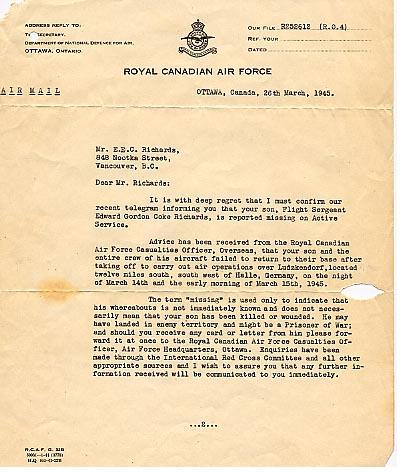 ADDRESS REPLY TO:
THE SECRETARY,
DEPARTMENT OF NATIONAL DEFENCE FOR AIR,
OTTAWA, ONTARIO.
OUR FILE R252612 (R.O.4)
REF. YOUR
DATED
ROYAL CANADIAN AIR FORCE
AIR MAIL
OTTAWA, Canada, 26th March, 1945.
Mr. E.E.C. Richards,
848 Nootka Street,
Vancouver, B.C.
Dear Mr. Richards:
It is with deep regret that I must confirm our
recent telegram informing you that your son, Flight Sergeant
Edward Gordon Coke Richards, is reported missing on Active
Service.
Advice has been received from the Royal Canadian
Air Force Casualties Officer, Overseas, that your son and the
entire crew of his aircraft failed to return to their base after
taking off to carry out air operations over Ludzkendorf,located
twelve miles south, south west of Halle, Germany, on the night
of March 14th and the early morning of March 15th, 1945.
The term "missing" is used only to indicate that
his whereabouts is not immediately known and does not neces-
sarily mean that your son has been killed or wounded. He may
have landed in enemy territory and might be a Prisoner of War;
and should you receive any card or letter from him please for-
ward it at once to the Royal Canadian Air Force Casualties Of-
ficer, Air Force Headquarters, Ottawa. Enquiries have been
made through the International Red Cross Committee and all other
appropriate sources and I wish to assure you that any further in-
formation received will be communicated to you immediately.
...2...
R.C.A.F. G. 32B